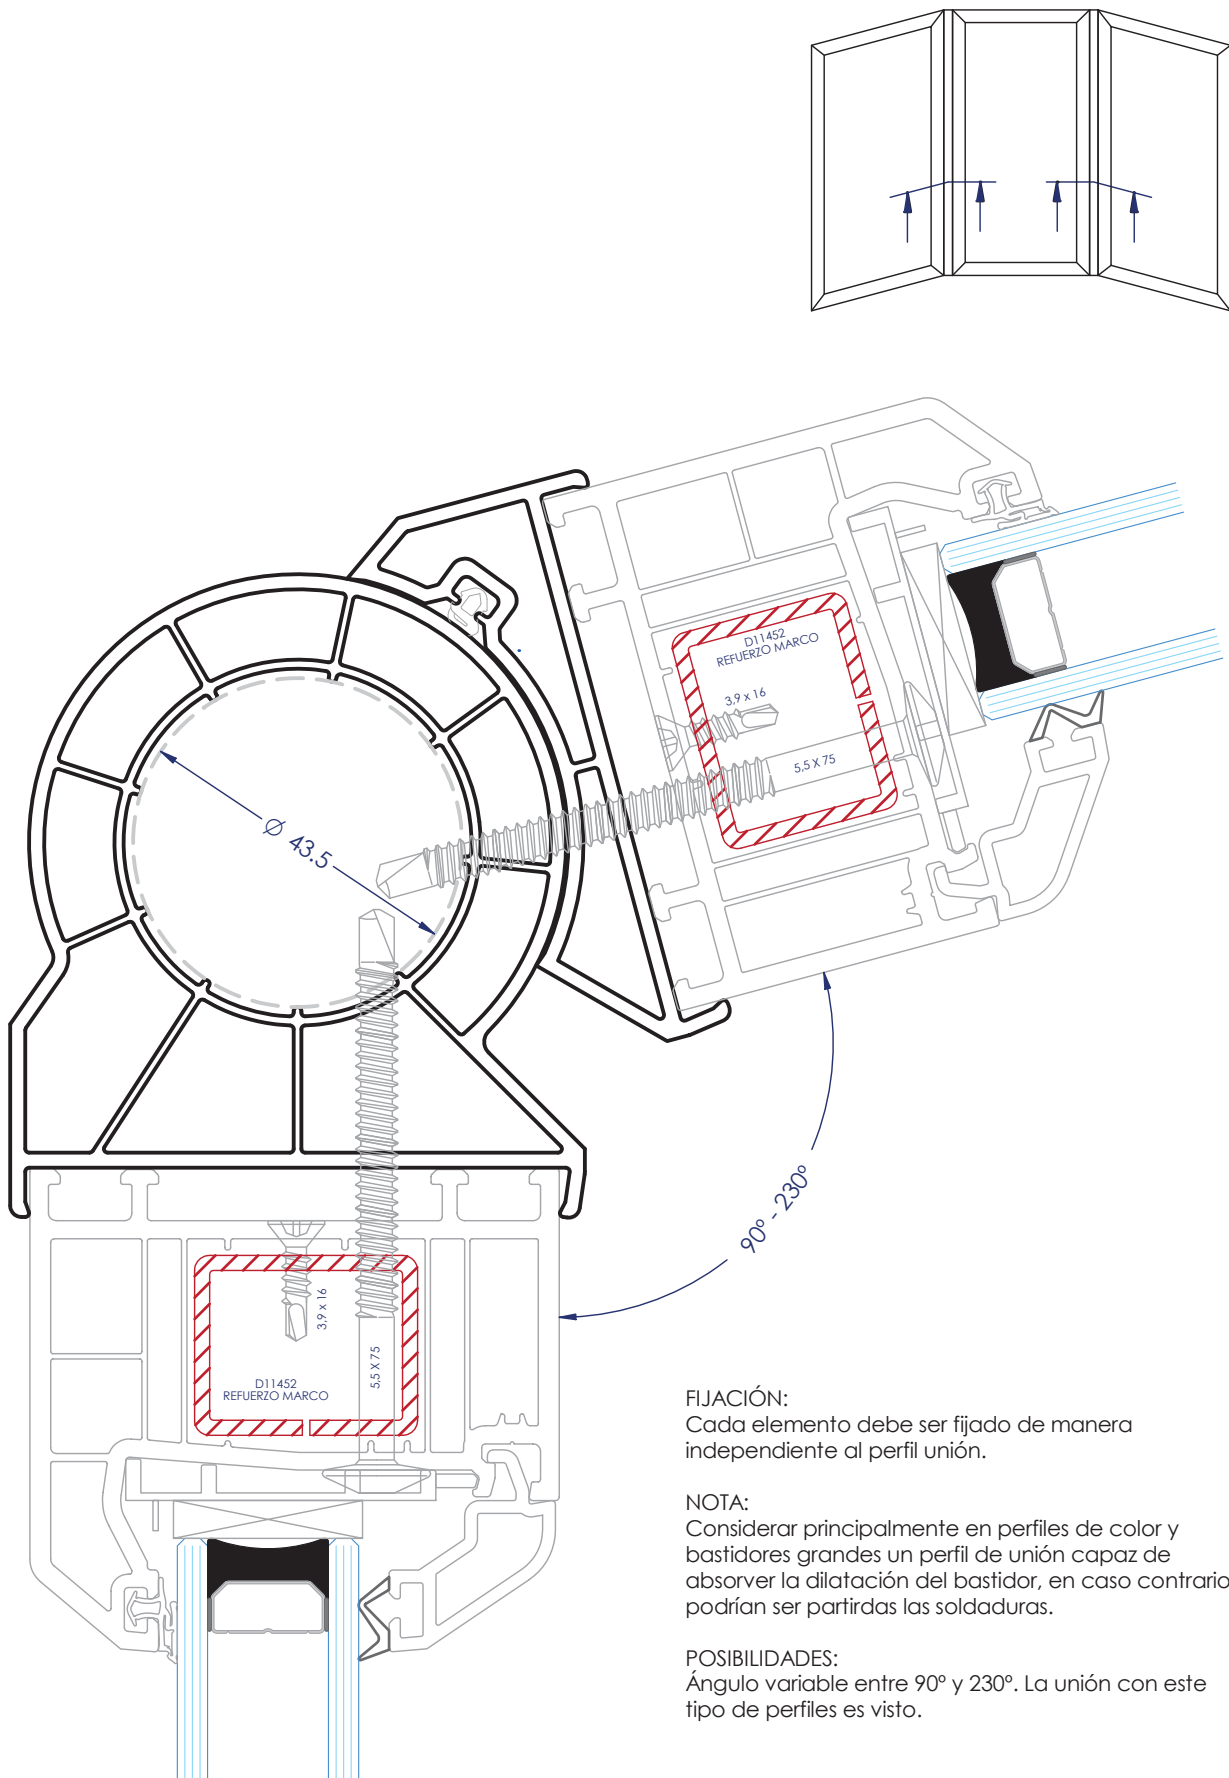 D11452
REFUERZO MARCO
3,9 x 16
5,5 X 75
Ø 43.5
90º - 230º
3,9 x 16
5,5 X 75
D11452
REFUERZO MARCO
FIJACIÓN:
Cada elemento debe ser fijado de manera
independiente al perfil unión.
NOTA:
Considerar principalmente en perfiles de color y
bastidores grandes un perfil de unión capaz de
absorver la dilatación del bastidor, en caso contrario
podrían ser partirdas las soldaduras.
POSIBILIDADES:
Ángulo variable entre 90º y 230º. La unión con este
tipo de perfiles es visto.